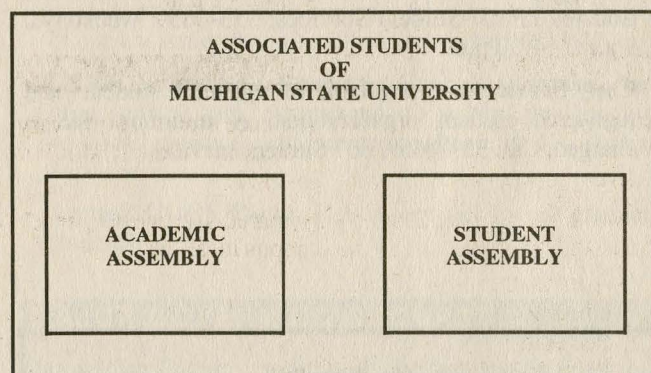 ASSOCIATED STUDENTS
OF
MICHIGAN STATE UNIVERSITY
ACADEMIC
ASSEMBLY
STUDENT
ASSEMBLY